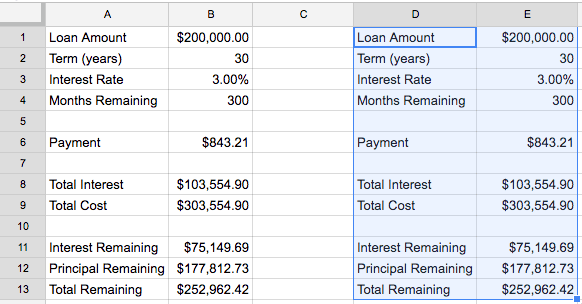 A B C D E
1 Loan Amount $200,000.00 Loan Amount $200,000.00
2 Term (years) 30 Term (years) 30
3 Interest Rate 3.00% Interest Rate 3.00%
4 Months Remaining 300 Months Remaining 300
5
6 Payment $843.21 Payment $843.21
7
8 Total Interest $103,554.90 Total Interest $103,554.90
9 Total Cost $303,554.90 Total Cost $303,554.90
10
11 Interest Remaining $75,149.69 Interest Remaining $75,149.69
12 Principal Remaining $177,812.73 Principal Remaining $177,812.73
13 Total Remaining $252,962.42 Total Remaining $252,962.42